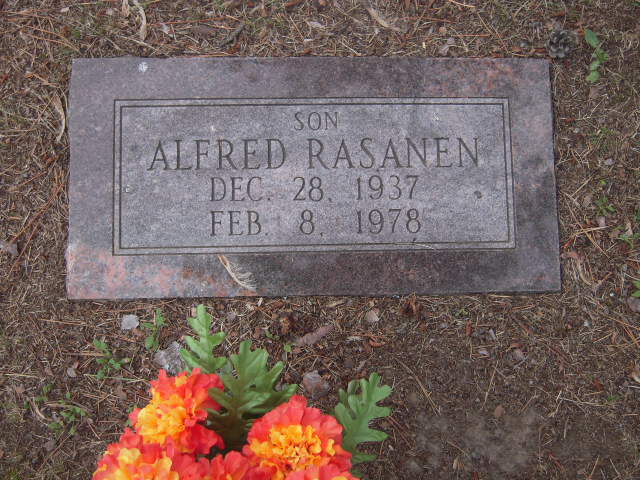 SON
ALFRED RASANEN
DEC. 28, 1937
FEB. 8, 1978